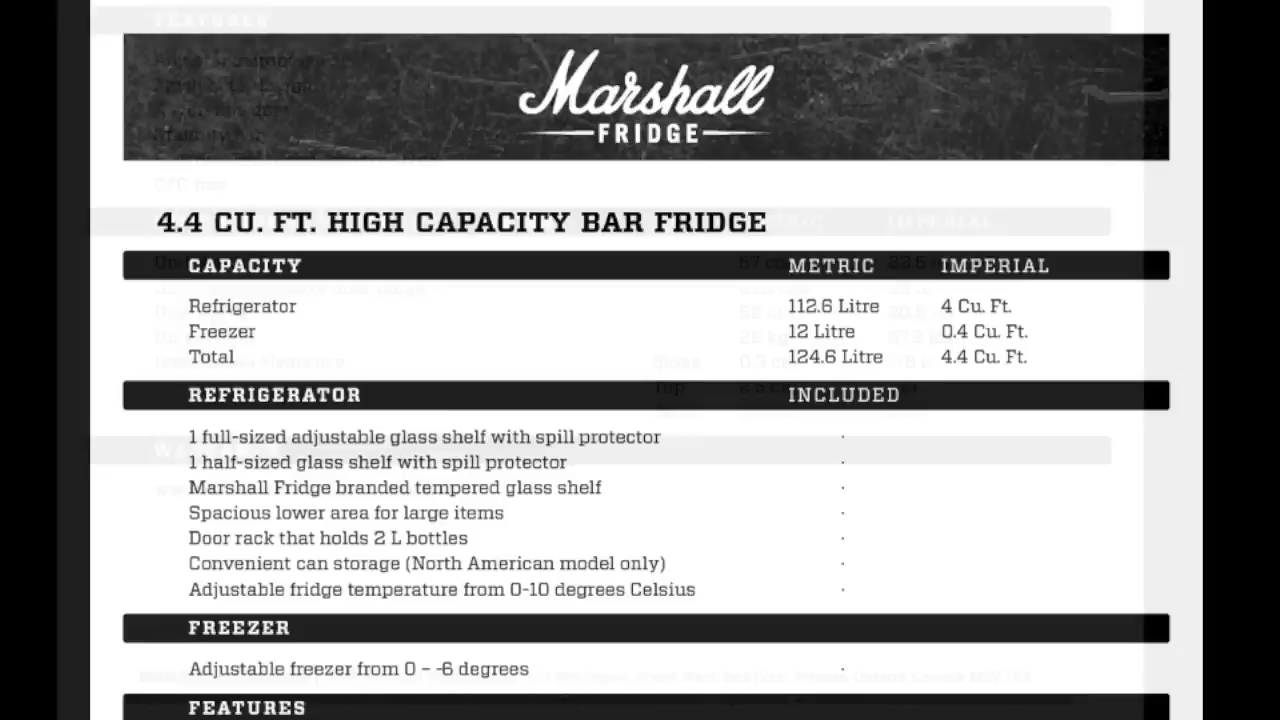 Marshall
FRIDGE
4.4 CU. FT. HIGH CAPACITY BAR FRIDGE
CAPACITY METRIC IMPERIAL
Refrigerator 112.6 Litre 4 Cu. Ft.
Freezer 12 Litre 0.4 Cu. Ft.
Total 124.6 Litre 4.4 Cu. Ft.
REFRIGERATOR INCLUDED
1 full-sized adjustable glass shelf with spill protector ·
1 half-sized glass shelf with spill protector ·
Marshall Fridge branded tempered glass shelf ·
Spacious lower area for large items ·
Door rack that holds 2 L bottles ·
Convenient can storage (North American model only) ·
Adjustable fridge temperature from 0-10 degrees Celsius ·
FREEZER
Adjustable freezer from 0 – -6 degrees ·
FEATURES